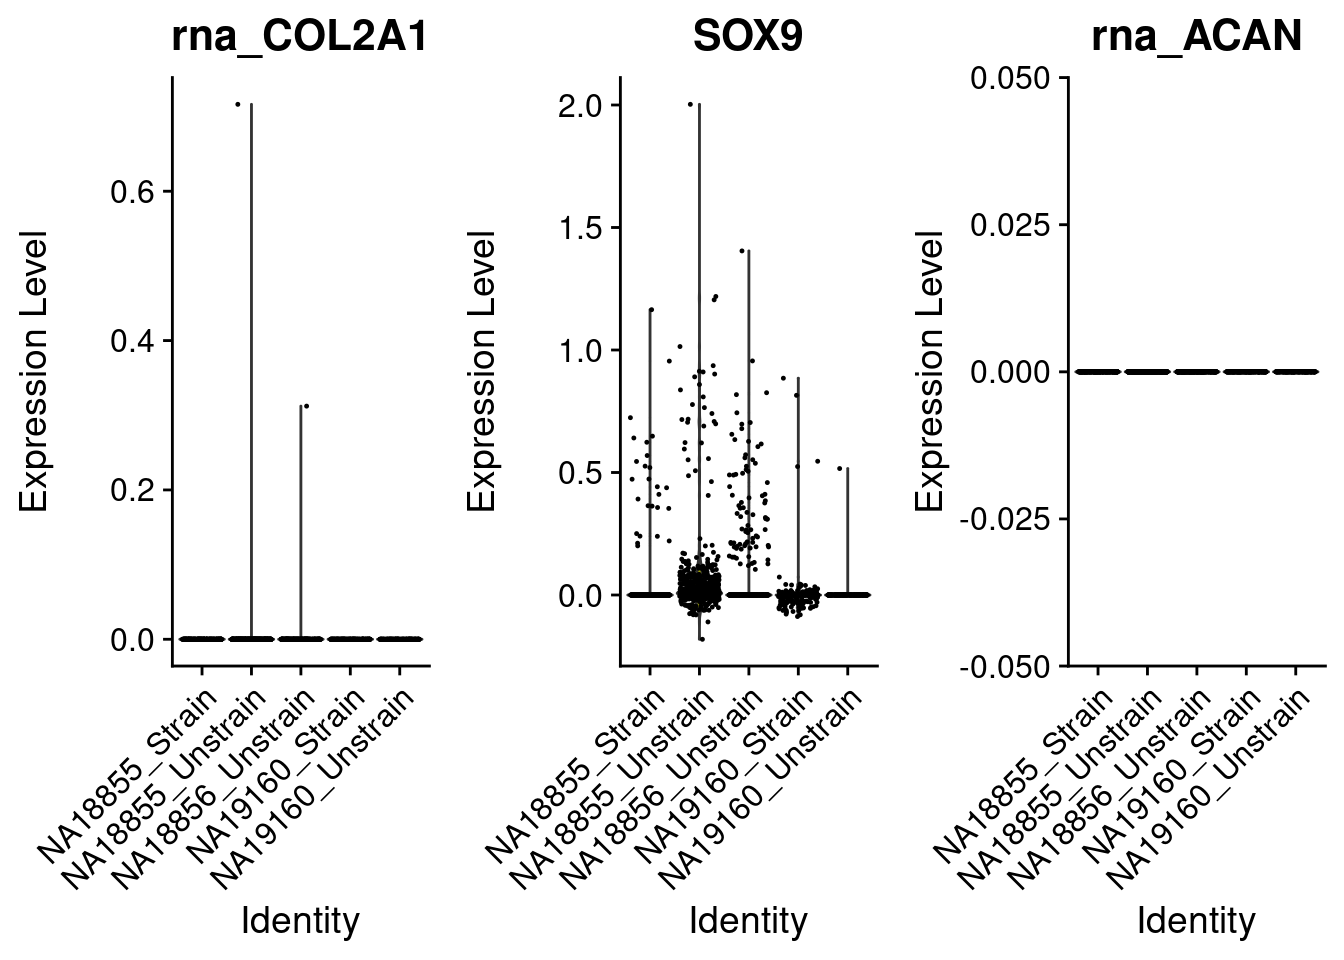 rna_COL2A1
Expression Level
0.6
0.4
0.2
0.0
NA18855_Strain
NA18855_Unstrain
NA18856_Unstrain
NA19160_Strain
NA19160_Unstrain
Identity
SOX9
Expression Level
2.0
1.5
1.0
0.5
0.0
NA18855_Strain
NA18855_Unstrain
NA18856_Unstrain
NA19160_Strain
NA19160_Unstrain
Identity
rna_ACAN
Expression Level
0.050
0.025
0.000
-0.025
-0.050
NA18855_Strain
NA18855_Unstrain
NA18856_Unstrain
NA19160_Strain
NA19160_Unstrain
Identity